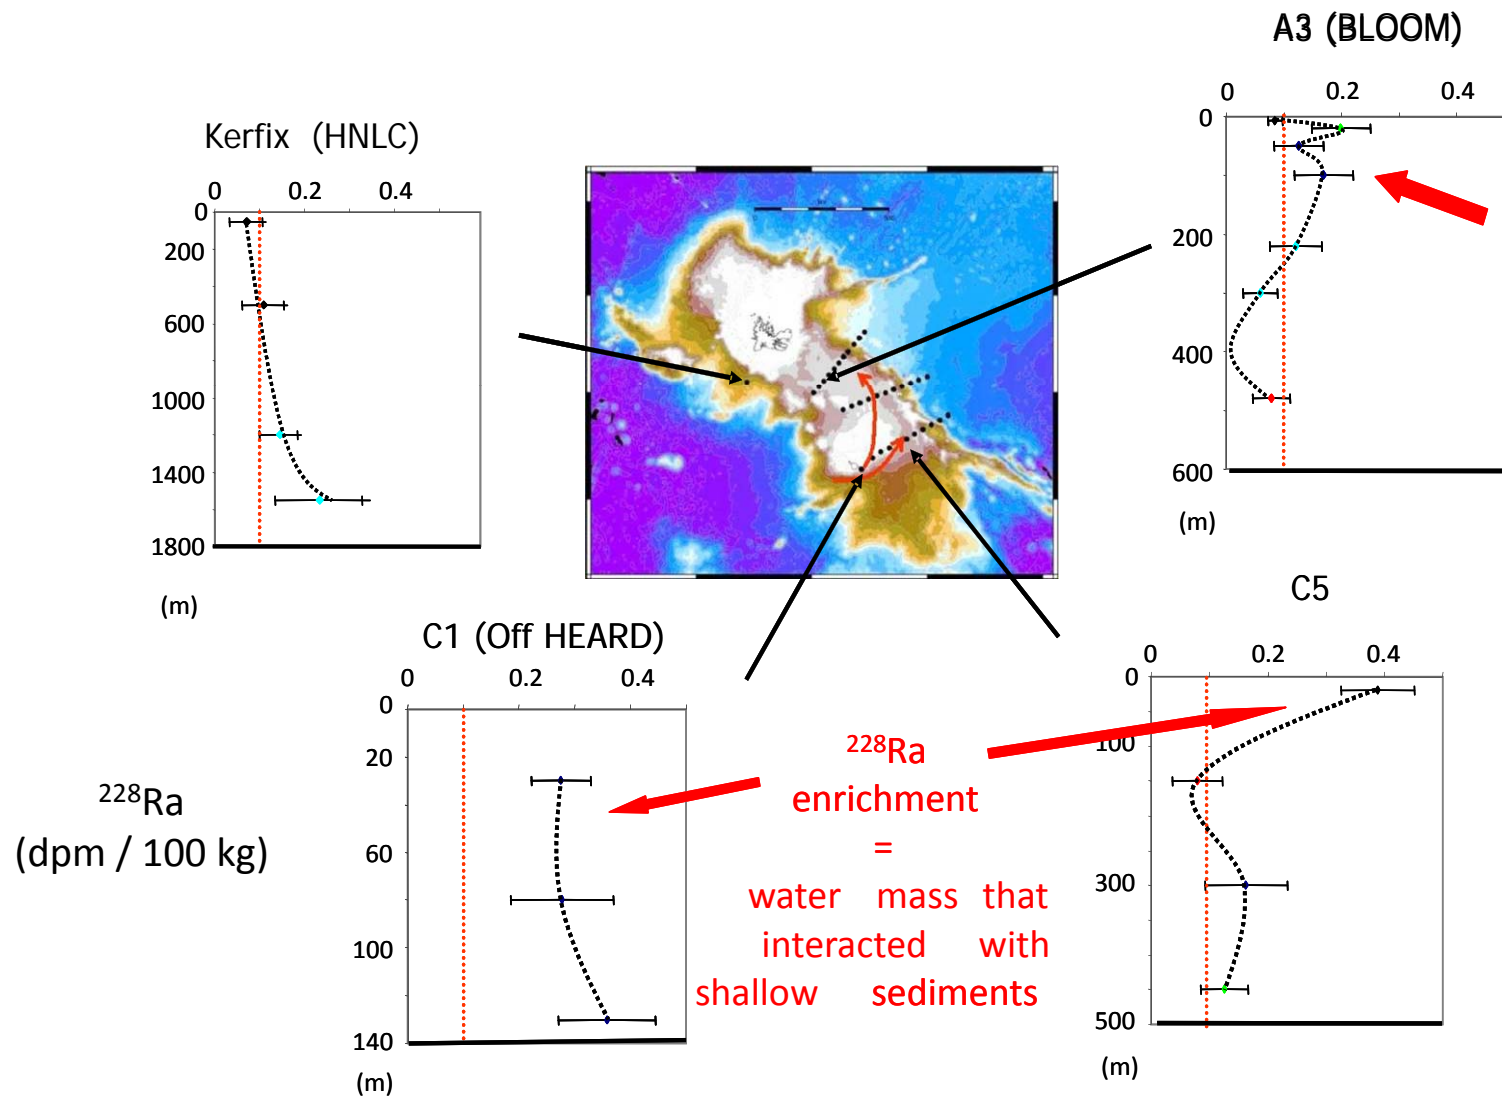 A3 (BLOOM)
0 0.2 0.4
0
200
400
600
(m)
Kerfix (HNLC)
0 0.2 0.4
0
200
600
1000
1400
1800
(m)
C1 (Off HEARD)
0 0.2 0.4
0
20
60
100
140
(m)
C5
0 0.2 0.4
0
100
300
500
(m)
²²⁸Ra
enrichment
=
water mass that
interacted with
shallow sediments
²²⁸Ra
(dpm / 100 kg)